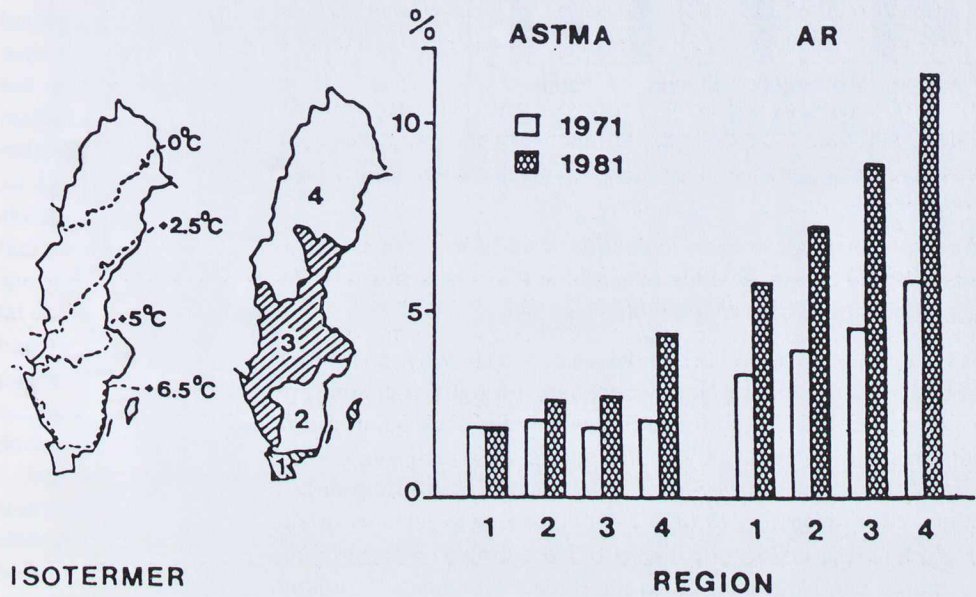 %
ASTMA AR
1971
1981
10
5
0
0°C
+2.5°C
+5°C
+6.5°C
4
3
2
1
1 2 3 4 1 2 3 4
ISOTERMER
REGION